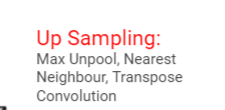 Up Sampling:
Max Unpool, Nearest
Neighbour, Transpose
Convolution